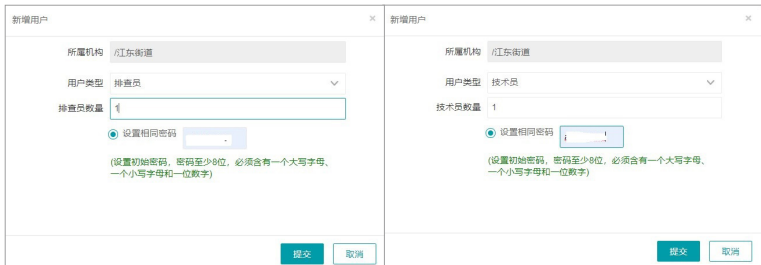 新增用户 ×
所属机构 /江东街道
用户类型 排查员
排查员数量 1
设置相同密码
(设置初始密码，密码至少8位，必须含有一个大写字母、
一个小写字母和一位数字)
提交 取消
新增用户 ×
所属机构 /江东街道
用户类型 技术员
技术员数量 1
设置相同密码
(设置初始密码，密码至少8位，必须含有一个大写字母、
一个小写字母和一位数字)
提交 取消